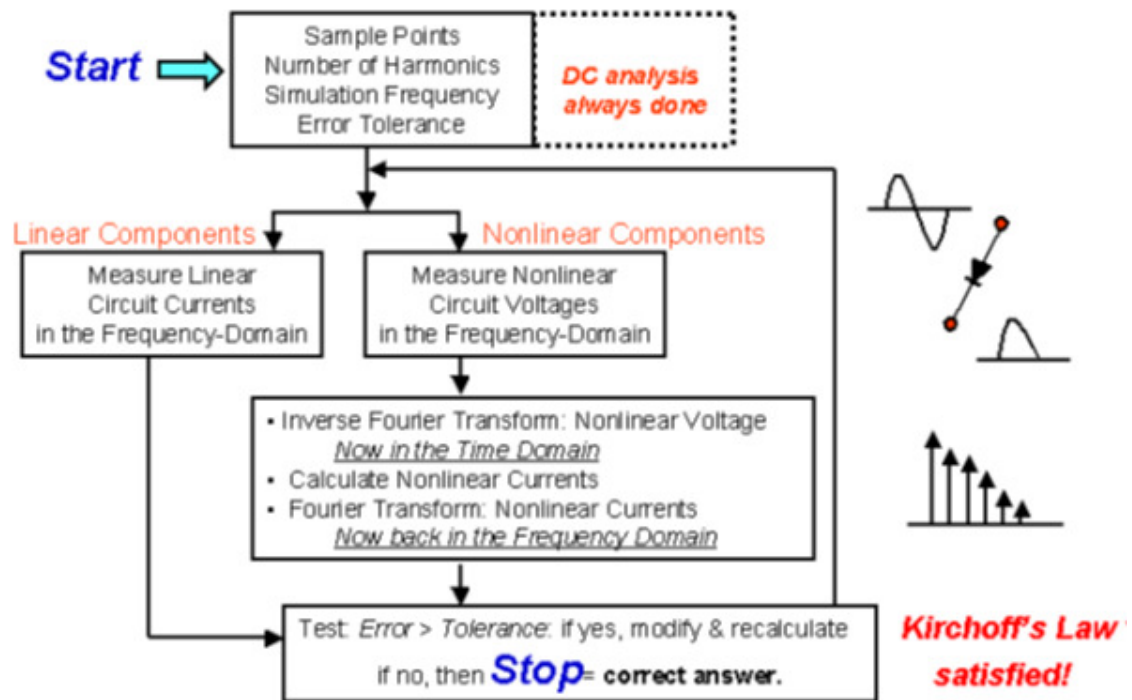 Start
Sample Points
Number of Harmonics
Simulation Frequency
Error Tolerance
DC analysis
always done
Linear Components
Nonlinear Components
Measure Linear
Circuit Currents
in the Frequency-Domain
Measure Nonlinear
Circuit Voltages
in the Frequency-Domain
▪ Inverse Fourier Transform: Nonlinear Voltage
Now in the Time Domain
▪ Calculate Nonlinear Currents
▪ Fourier Transform: Nonlinear Currents
Now back in the Frequency Domain
Test: Error > Tolerance: if yes, modify & recalculate
if no, then Stop= correct answer.
Kirchoff's Law
satisfied!